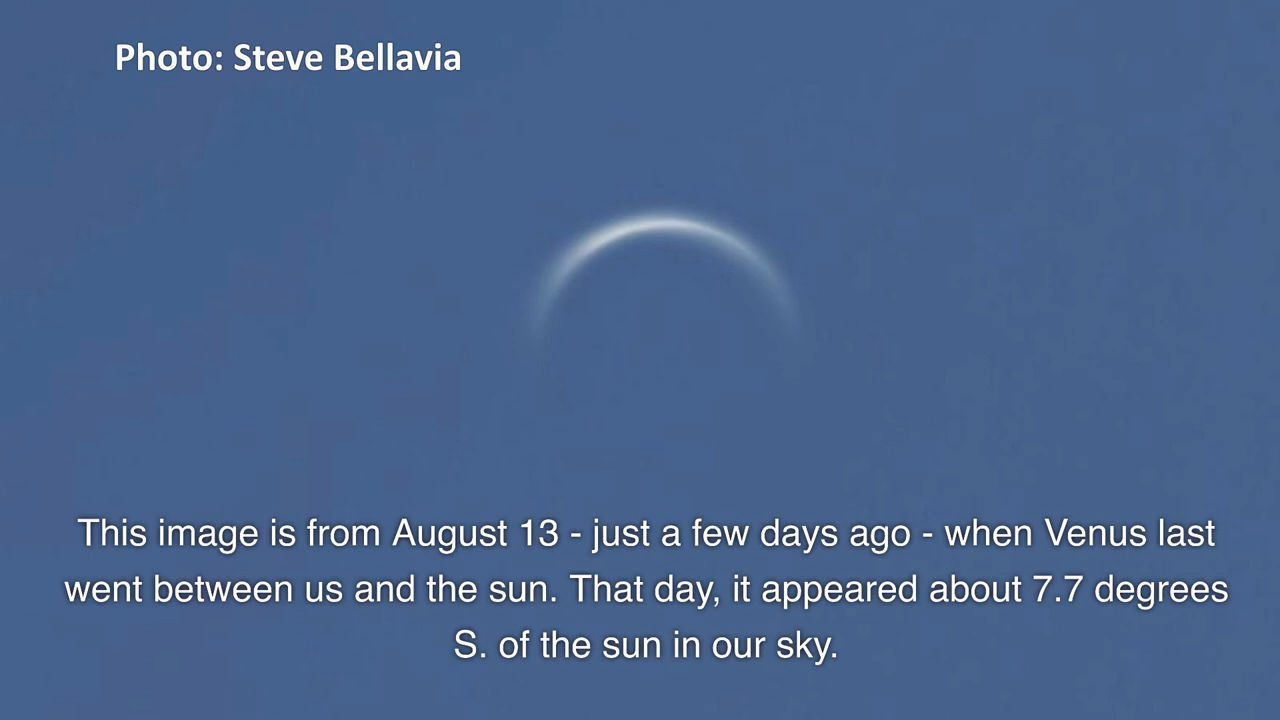 Photo: Steve Bellavia
This image is from August 13 - just a few days ago - when Venus last
went between us and the sun. That day, it appeared about 7.7 degrees
S. of the sun in our sky.